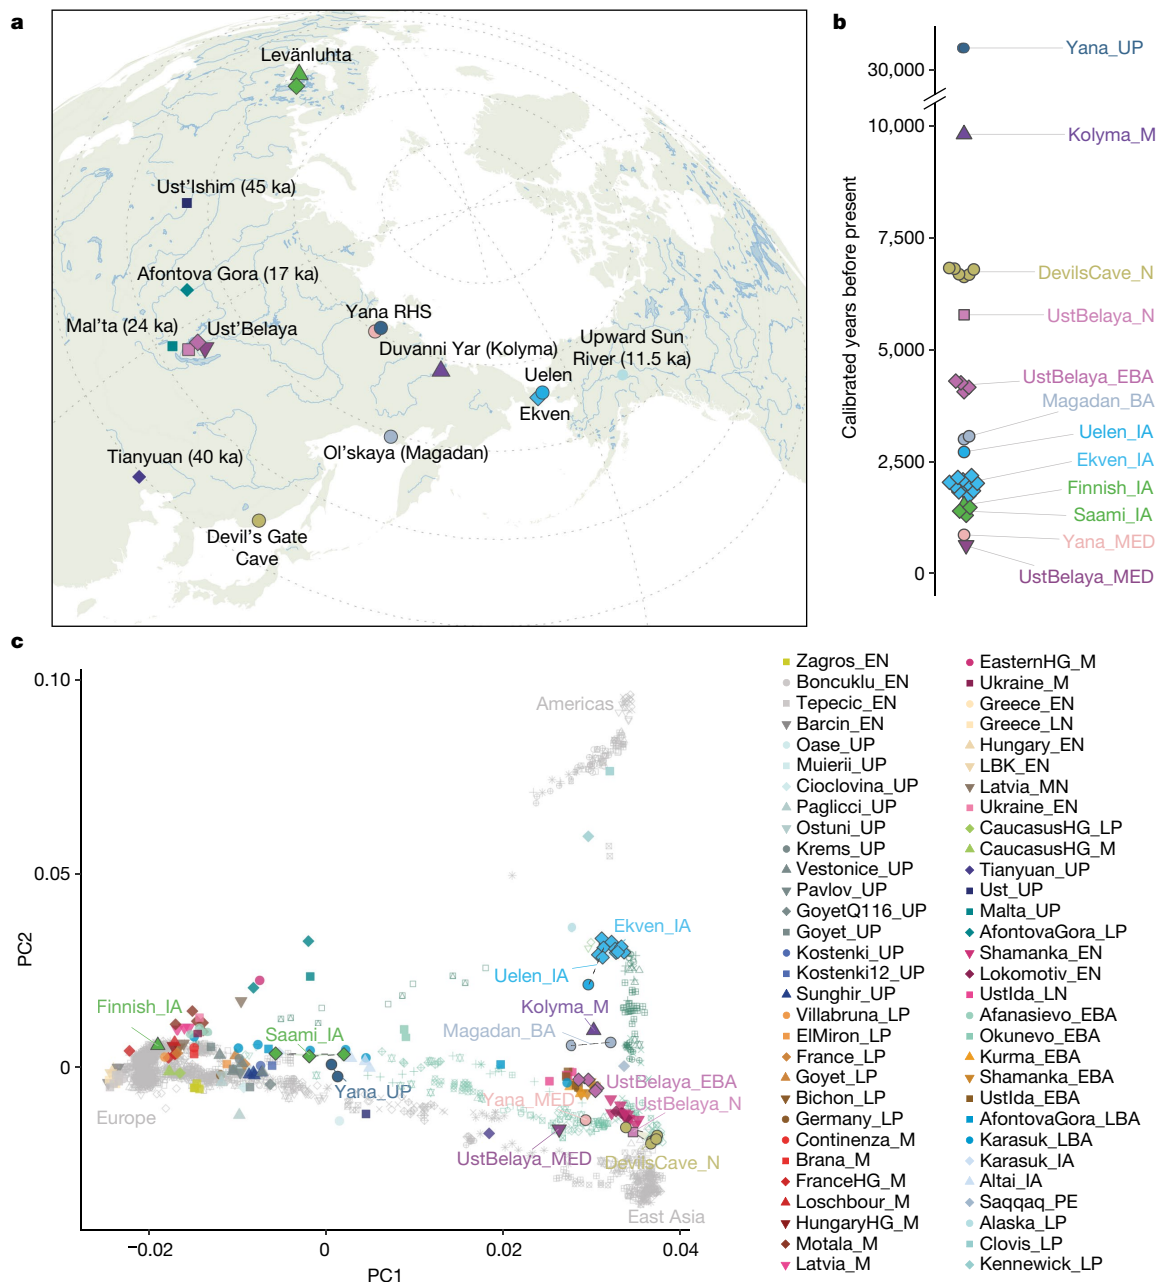 a
Levänluhta
Ust'Ishim (45 ka)
Afontova Gora (17 ka)
Mal'ta (24 ka)
Ust'Belaya
Yana RHS
Duvanni Yar (Kolyma)
Upward Sun
River (11.5 ka)
Uelen
Ekven
Ol'skaya (Magadan)
Tianyuan (40 ka)
Devil's Gate
Cave
b
Calibrated years before present
30,000
10,000
7,500
5,000
2,500
0
Yana_UP
Kolyma_M
DevilsCave_N
UstBelaya_N
UstBelaya_EBA
Magadan_BA
Uelen_IA
Ekven_IA
Finnish_IA
Saami_IA
Yana_MED
UstBelaya_MED
c
PC2
0.10
0.05
0
Americas
Ekven_IA
Uelen_IA
Kolyma_M
Magadan_BA
Finnish_IA
Saami_IA
Yana_UP
Europe
UstBelaya_EBA
Yana_MED
UstBelaya_N
UstBelaya_MED
DevilsCave_N
East Asia
−0.02
0
0.02
0.04
PC1
Zagros_EN
Boncuklu_EN
Tepecic_EN
Barcin_EN
Oase_UP
Muierii_UP
Cioclovina_UP
Paglicci_UP
Ostuni_UP
Krems_UP
Vestonice_UP
Pavlov_UP
GoyetQ116_UP
Goyet_UP
Kostenki_UP
Kostenki12_UP
Sunghir_UP
Villabruna_LP
ElMiron_LP
France_LP
Goyet_LP
Bichon_LP
Germany_LP
Continenza_M
Brana_M
FranceHG_M
Loschbour_M
HungaryHG_M
Motala_M
Latvia_M
EasternHG_M
Ukraine_M
Greece_EN
Greece_LN
Hungary_EN
LBK_EN
Latvia_MN
Ukraine_EN
CaucasusHG_LP
CaucasusHG_M
Tianyuan_UP
Ust_UP
Malta_UP
AfontovaGora_LP
Shamanka_EN
Lokomotiv_EN
UstIda_LN
Afanasievo_EBA
Okunevo_EBA
Kurma_EBA
Shamanka_EBA
UstIda_EBA
AfontovaGora_LBA
Karasuk_LBA
Karasuk_IA
Altai_IA
Saqqaq_PE
Alaska_LP
Clovis_LP
Kennewick_LP